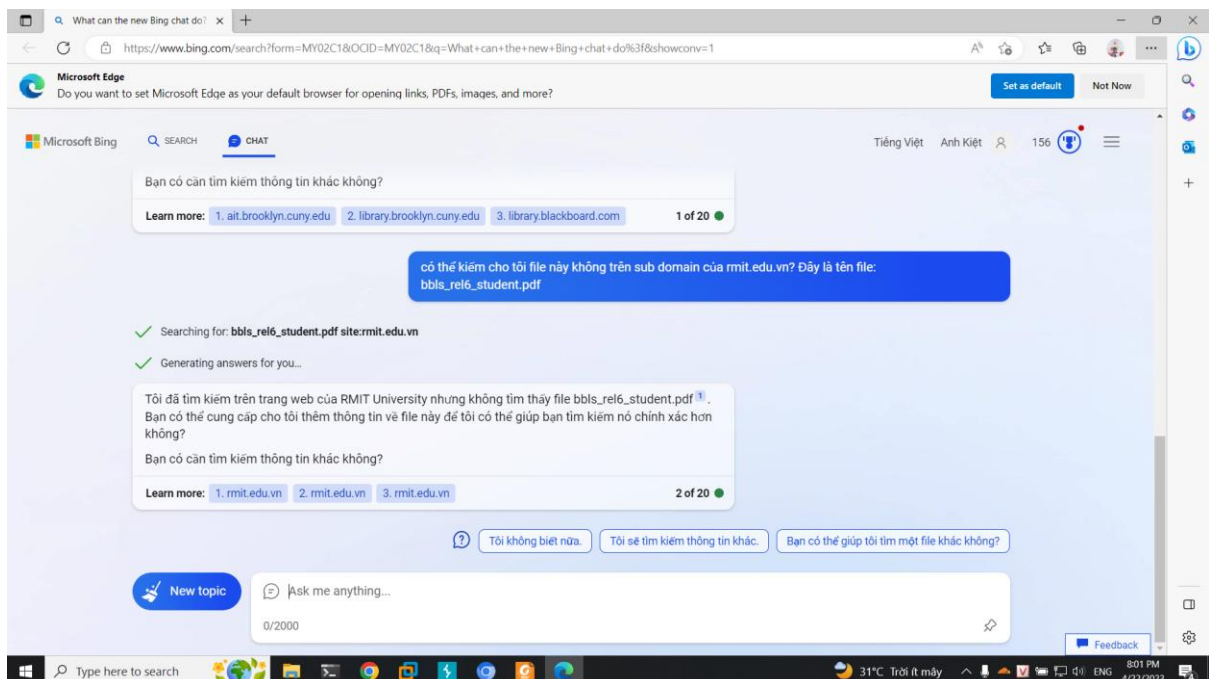 What can the new Bing chat do?
https://www.bing.com/search?form=MY02C1&OCID=MY02C1&q=What+can+the+new+Bing+chat+do%3f&showconv=1
Microsoft Edge
Do you want to set Microsoft Edge as your default browser for opening links, PDFs, images, and more?
Set as default
Not Now
Microsoft Bing
SEARCH
CHAT
Tiếng Việt
Anh Kiệt
156
Bạn có cần tìm kiếm thông tin khác không?
Learn more: 1. ait.brooklyn.cuny.edu 2. library.brooklyn.cuny.edu 3. library.blackboard.com 1 of 20
có thể kiếm cho tôi file này không trên sub domain của rmit.edu.vn? Đây là tên file:
bbls_rel6_student.pdf
Searching for: bbls_rel6_student.pdf site:rmit.edu.vn
Generating answers for you...
Tôi đã tìm kiếm trên trang web của RMIT University nhưng không tìm thấy file bbls_rel6_student.pdf 1 .
Bạn có thể cung cấp cho tôi thêm thông tin về file này để tôi có thể giúp bạn tìm kiếm nó chính xác hơn
không?
Bạn có cần tìm kiếm thông tin khác không?
Learn more: 1. rmit.edu.vn 2. rmit.edu.vn 3. rmit.edu.vn 2 of 20
Tôi không biết nữa.
Tôi sẽ tìm kiếm thông tin khác.
Bạn có thể giúp tôi tìm một file khác không?
New topic
Ask me anything...
0/2000
Feedback
Type here to search
31°C Trời ít mây
ENG
8:01 PM